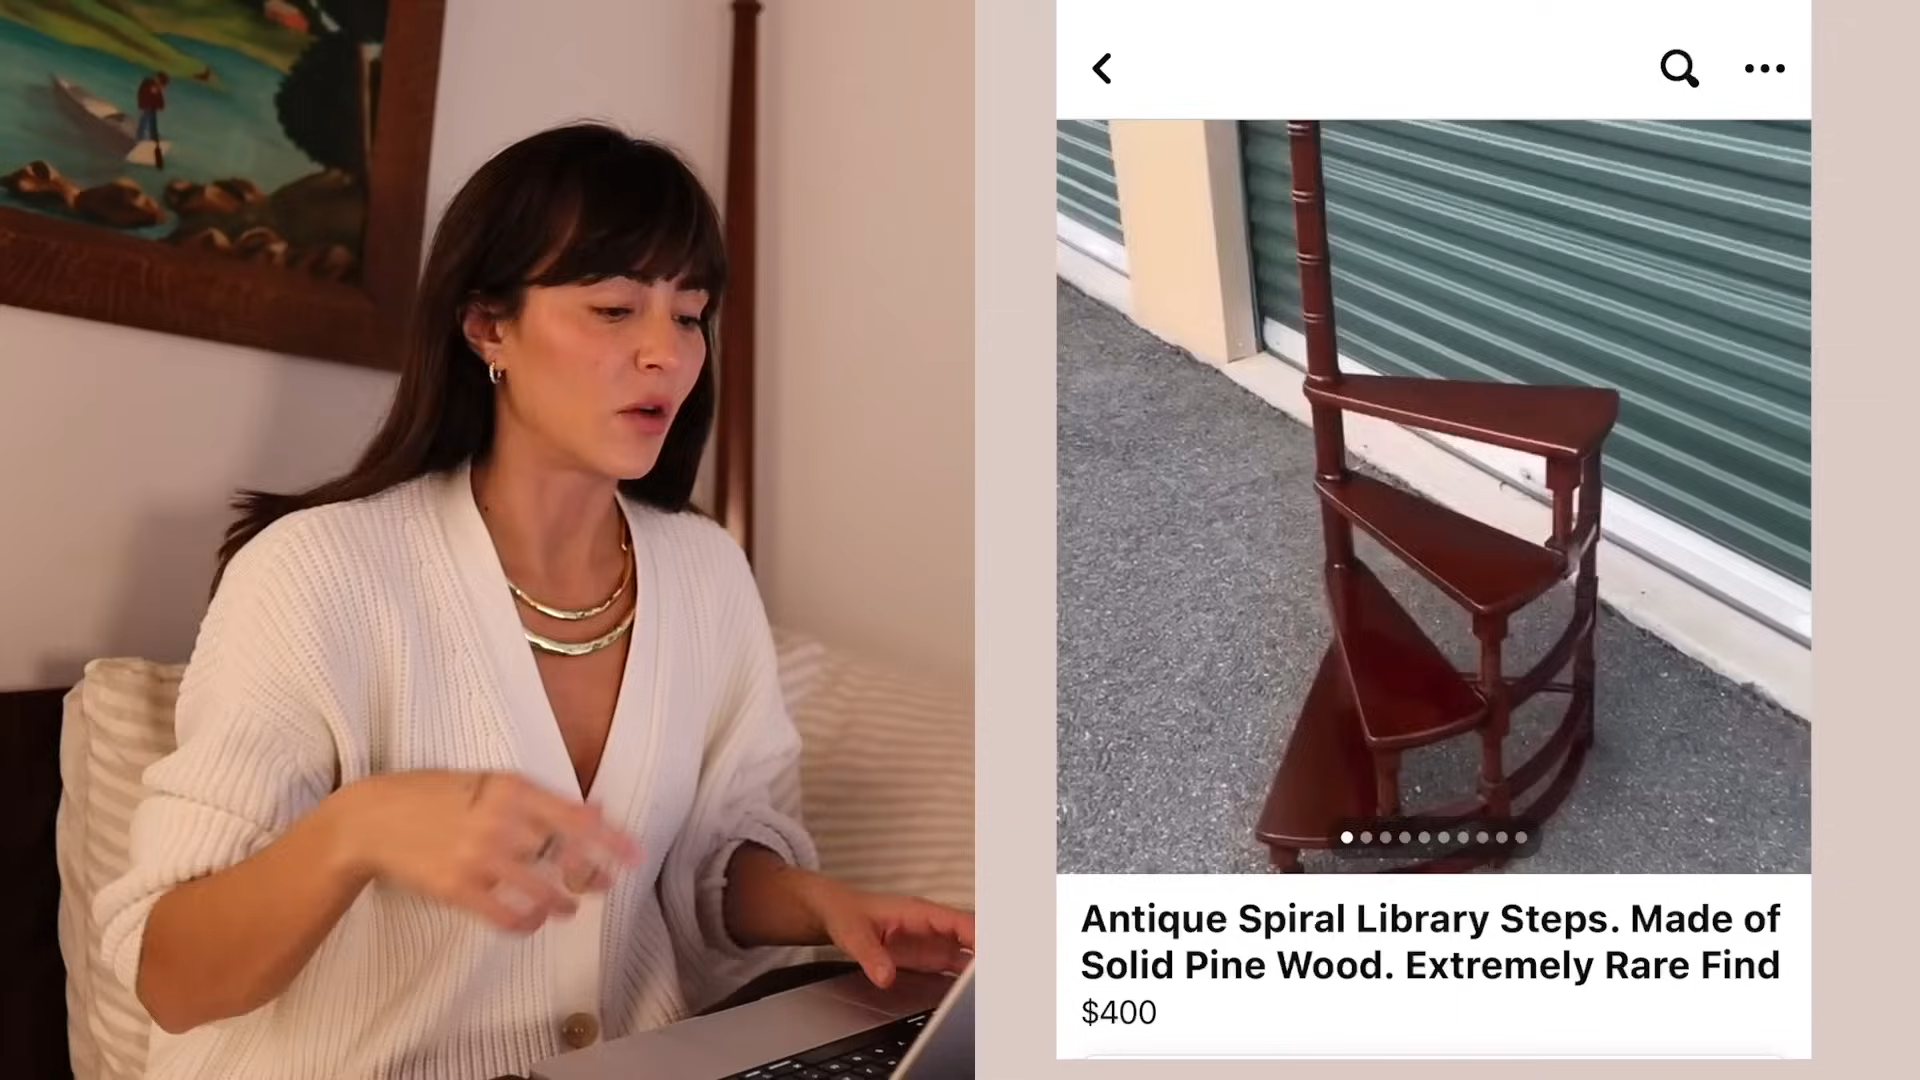 Antique Spiral Library Steps. Made of
Solid Pine Wood. Extremely Rare Find
$400